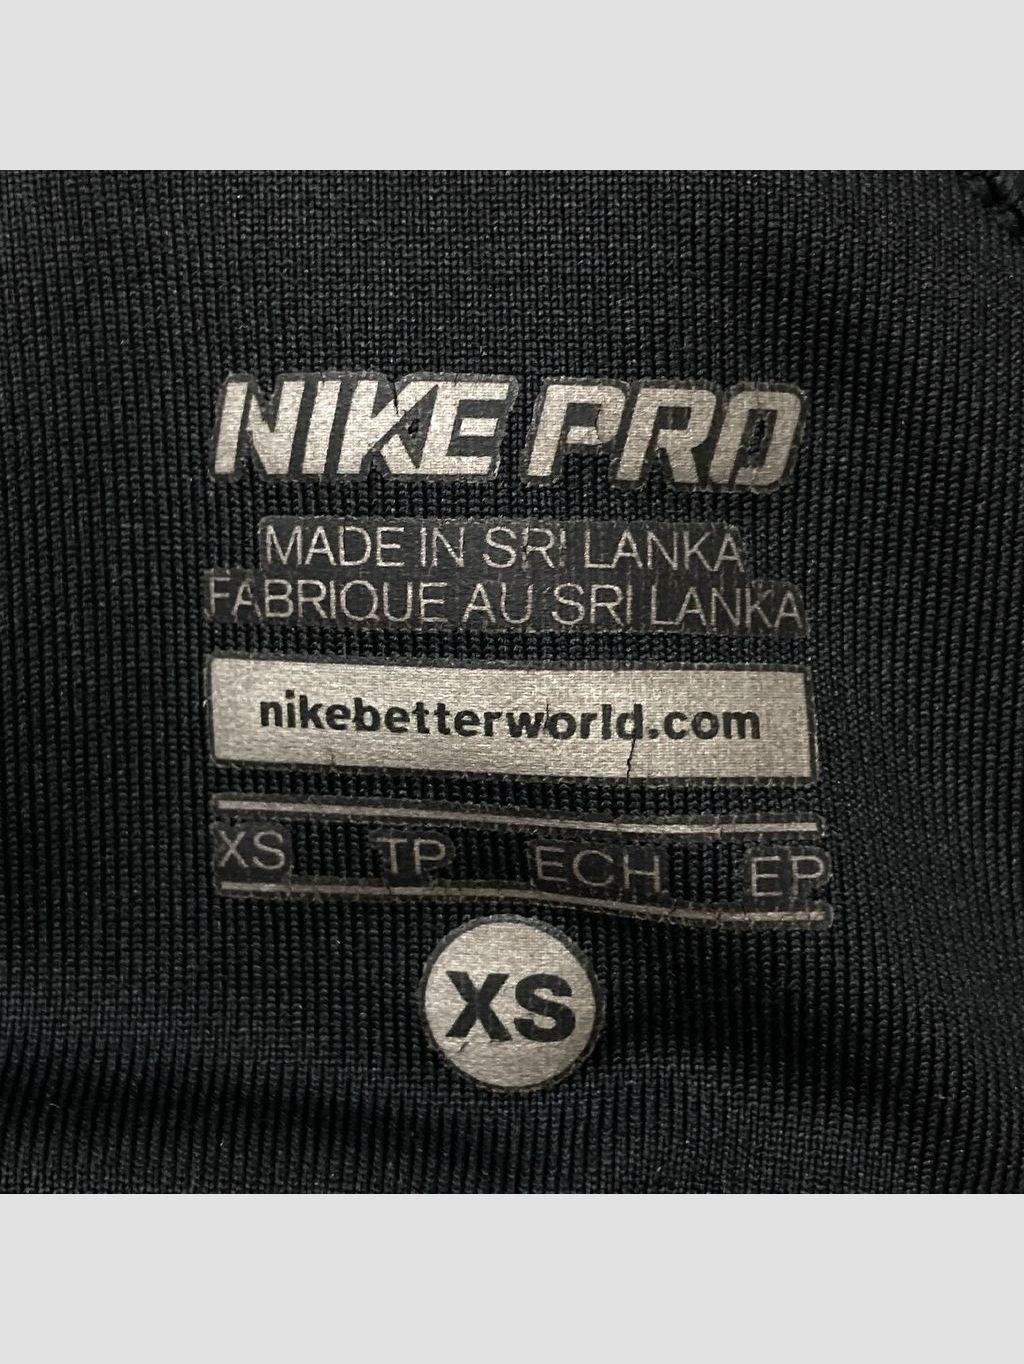 NIKE PRO
MADE IN SRI LANKA
FABRIQUE AU SRI LANKA
nikebetterworld.com
XS TP ECH EP
XS